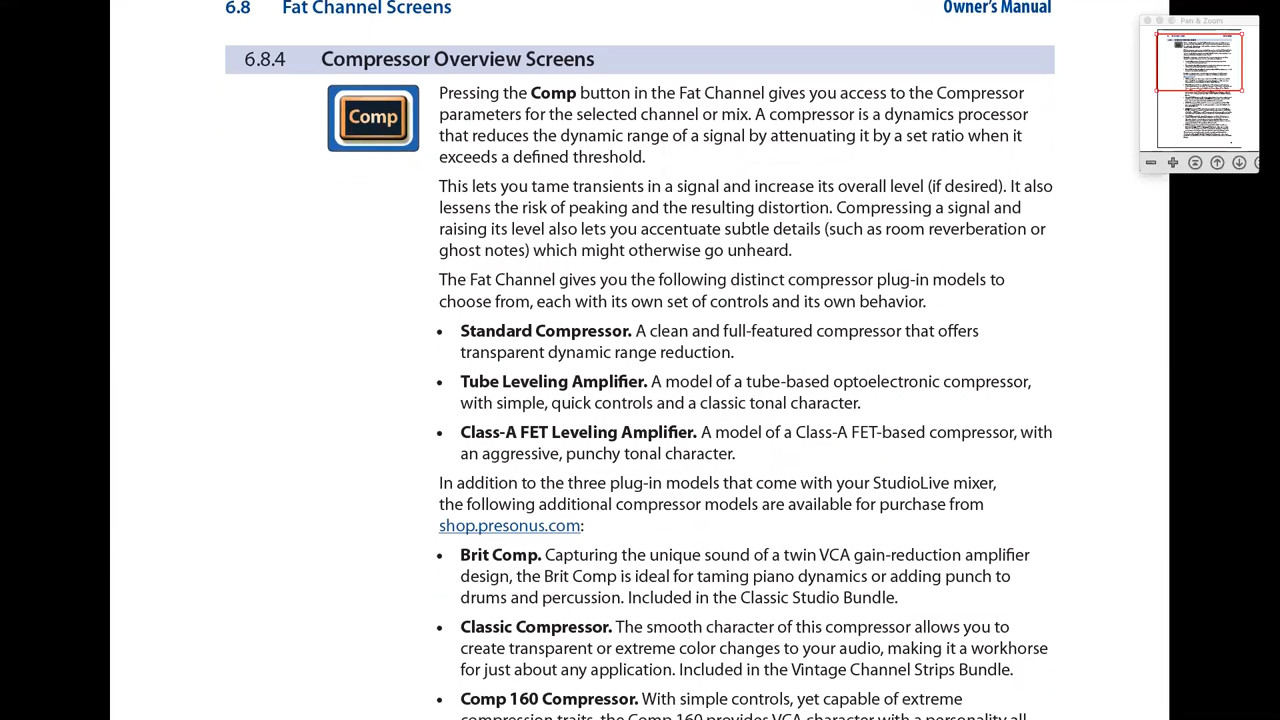 6.8 Fat Channel Screens
Owner's Manual
Pan & Zoom
6.8.4 Compressor Overview Screens
Comp
Pressing the Comp button in the Fat Channel gives you access to the compressor
parameters for the selected channel or mix. A compressor is a dynamics processor
that reduces the dynamic range of a signal by attenuating it by a set ratio when it
exceeds a defined threshold.
This lets you tame transients in a signal and increase its overall level (if desired). It also
lessens the risk of peaking and the resulting distortion. Compressing a signal and
raising its level also lets you accentuate subtle details (such as room reverberation or
ghost notes) which might otherwise go unheard.
The Fat Channel gives you the following distinct compressor plug-in models to
choose from, each with its own set of controls and its own behavior.
• Standard Compressor. A clean and full-featured compressor that offers
transparent dynamic range reduction.
• Tube Leveling Amplifier. A model of a tube-based optoelectronic compressor,
with simple, quick controls and a classic tonal character.
• Class-A FET Leveling Amplifier. A model of a Class-A FET-based compressor, with
an aggressive, punchy tonal character.
In addition to the three plug-in models that come with your StudioLive mixer,
the following additional compressor models are available for purchase from
shop.presonus.com:
• Brit Comp. Capturing the unique sound of a twin VCA gain-reduction amplifier
design, the Brit Comp is ideal for taming piano dynamics or adding punch to
drums and percussion. Included in the Classic Studio Bundle.
• Classic Compressor. The smooth character of this compressor allows you to
create transparent or extreme color changes to your audio, making it a workhorse
for just about any application. Included in the Vintage Channel Strips Bundle.
• Comp 160 Compressor. With simple controls, yet capable of extreme
compression traits, the Comp 160 provides VCA character with a personality all